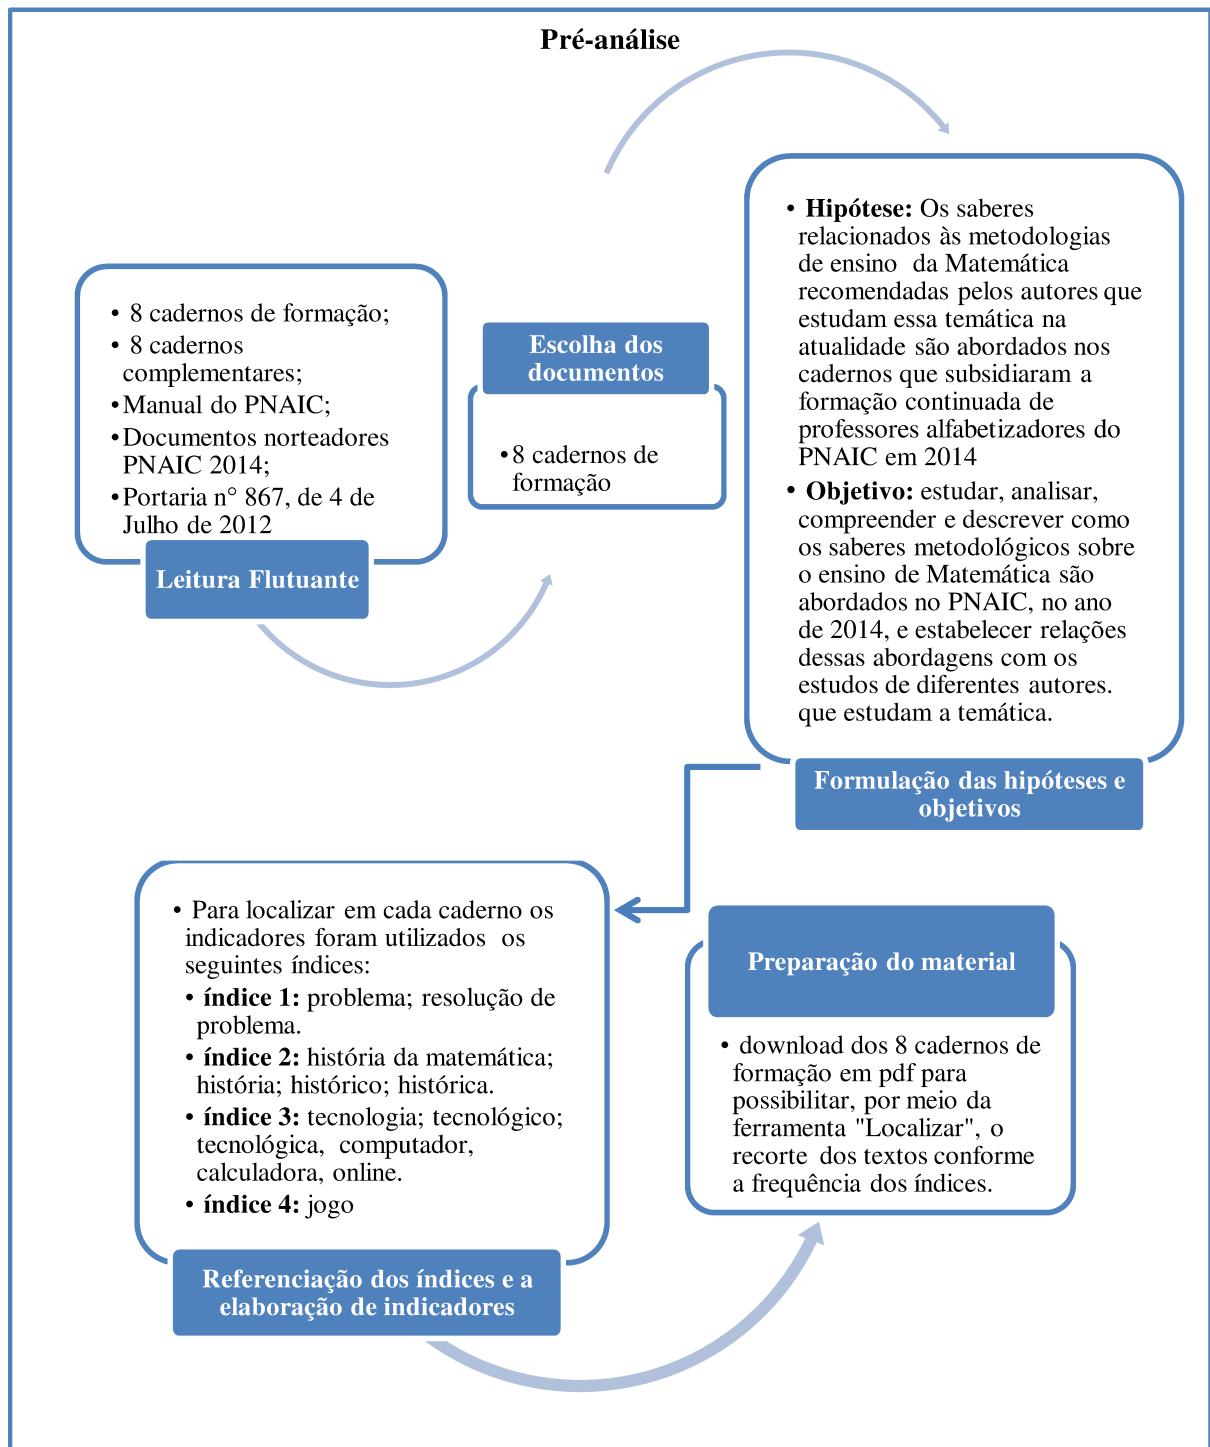 Pré-análise
• 8 cadernos de formação;
• 8 cadernos
complementares;
•Manual do PNAIC;
•Documentos norteadores
PNAIC 2014;
•Portaria n° 867, de 4 de
Julho de 2012
Leitura Flutuante
Escolha dos
documentos
•8 cadernos de
formação
• Hipótese: Os saberes
relacionados às metodologias
de ensino da Matemática
recomendadas pelos autores que
estudam essa temática na
atualidade são abordados nos
cadernos que subsidiaram a
formação continuada de
professores alfabetizadores do
PNAIC em 2014
• Objetivo: estudar, analisar,
compreender e descrever como
os saberes metodológicos sobre
o ensino de Matemática são
abordados no PNAIC, no ano
de 2014, e estabelecer relações
dessas abordagens com os
estudos de diferentes autores.
que estudam a temática.
Formulação das hipóteses e
objetivos
• Para localizar em cada caderno os
indicadores foram utilizados os
seguintes índices:
• índice 1: problema; resolução de
problema.
• índice 2: história da matemática;
história; histórico; histórica.
• índice 3: tecnologia; tecnológico;
tecnológica, computador,
calculadora, online.
• índice 4: jogo
Referenciação dos índices e a
elaboração de indicadores
Preparação do material
• download dos 8 cadernos de
formação em pdf para
possibilitar, por meio da
ferramenta "Localizar", o
recorte dos textos conforme
a frequência dos índices.